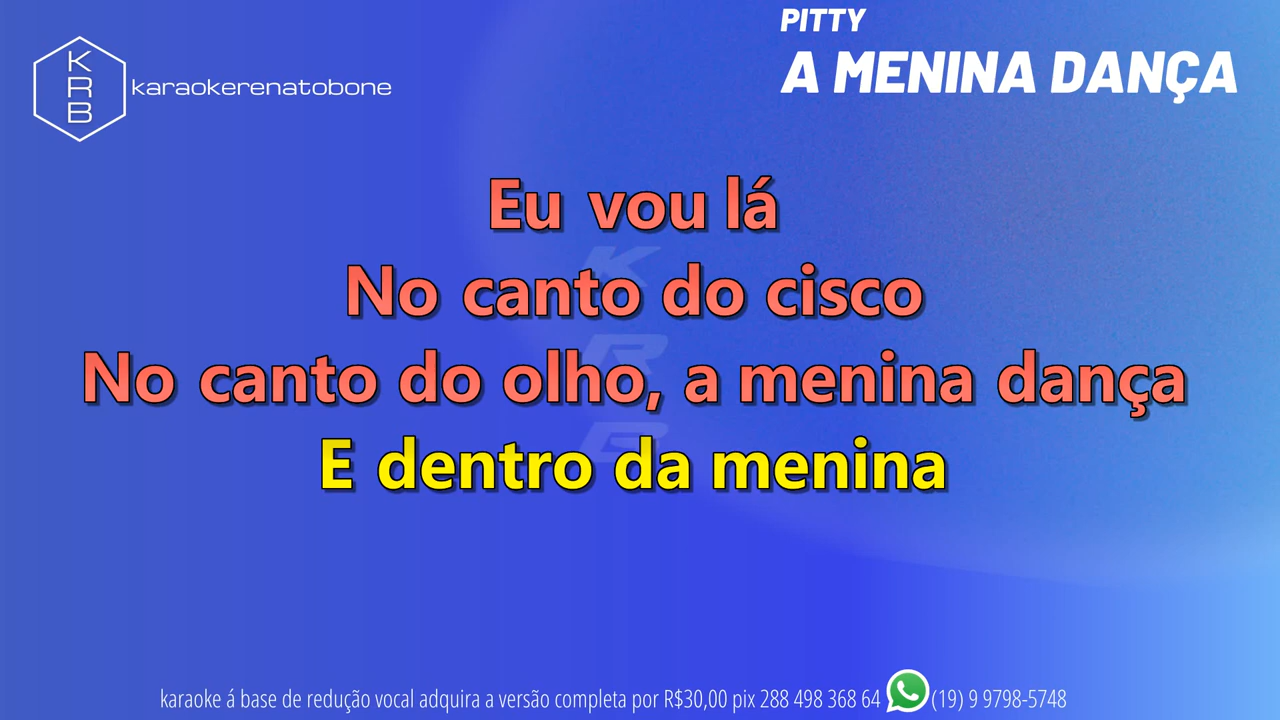 K
R
B
karaokerenatobone
PITTY
A MENINA DANÇA
Eu vou lá
No canto do cisco
No canto do olho, a menina dança
E dentro da menina
K
R
B
karaoke á base de redução vocal adquira a versão completa por R$30,00 pix 288 498 368 64 (19) 9 9798-5748